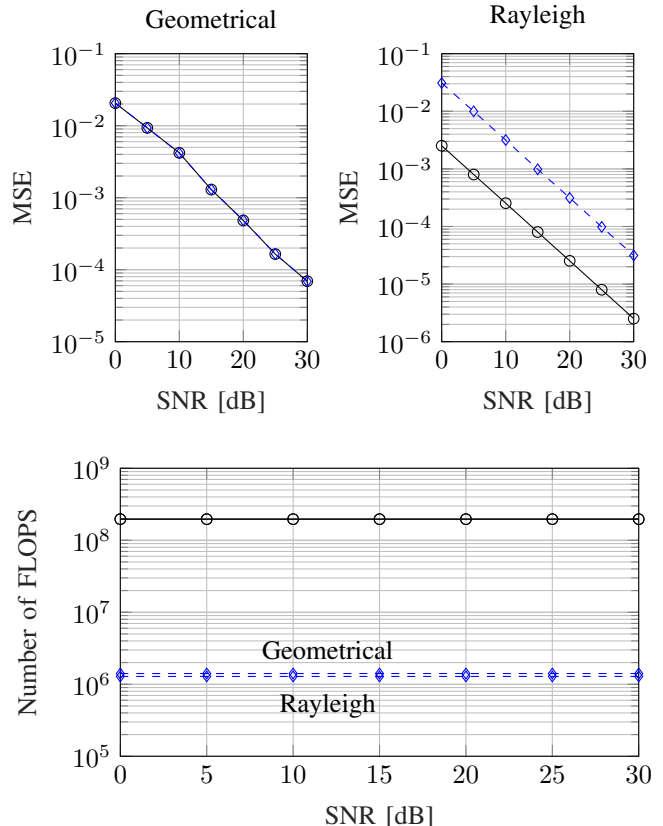 Geometrical
MSE
10^-1
10^-2
10^-3
10^-4
10^-5
0 10 20 30
SNR [dB]
Rayleigh
MSE
10^-1
10^-2
10^-3
10^-4
10^-5
10^-6
0 10 20 30
SNR [dB]
Number of FLOPS
10^9
10^8
10^7
10^6
10^5
Geometrical
Rayleigh
0 5 10 15 20 25 30
SNR [dB]